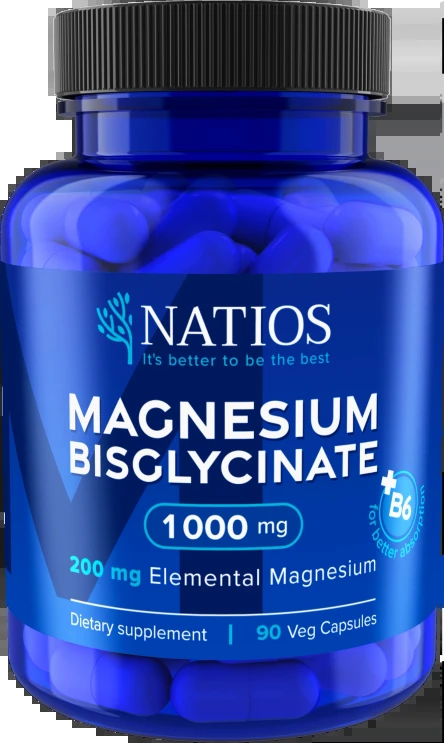 NATIOS
It's better to be the best
MAGNESIUM
BISGLYCINATE
+B6
for better absorption
1000 mg
200 mg Elemental Magnesium
Dietary supplement | 90 Veg Capsules